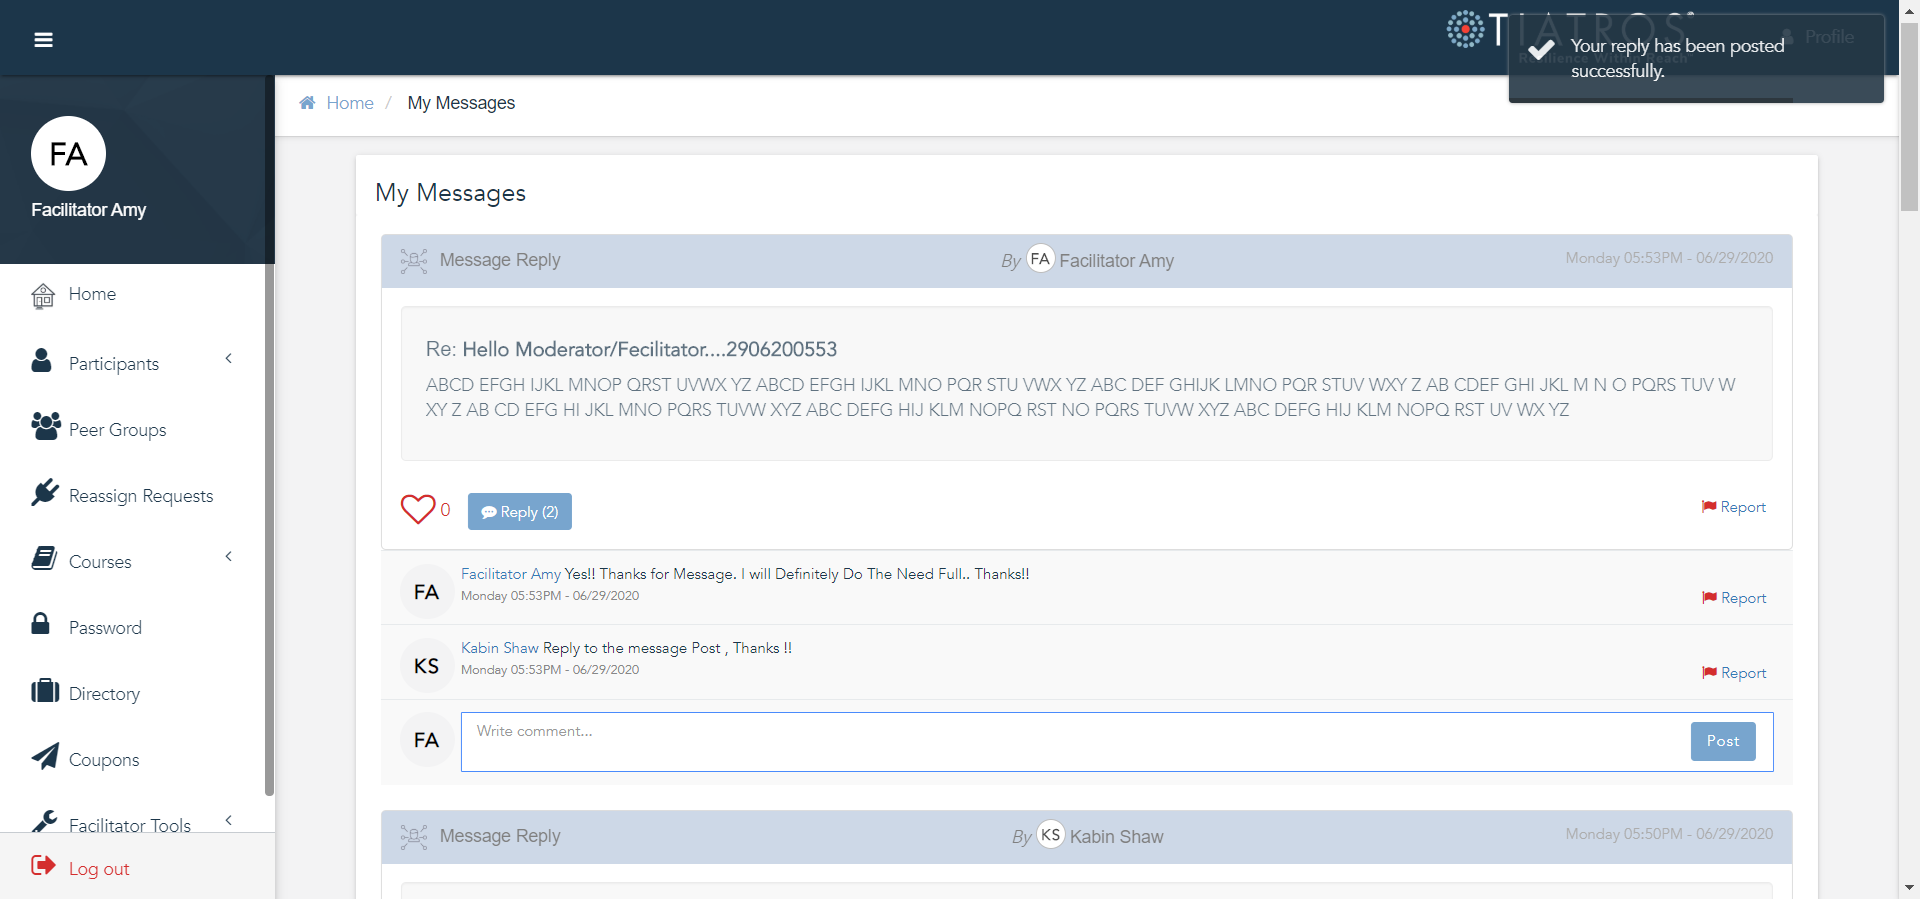 TIATROS
Resilience Within Reach
Profile
Your reply has been posted
successfully.
Home / My Messages
FA
Facilitator Amy
Home
Participants
Peer Groups
Reassign Requests
Courses
Password
Directory
Coupons
Facilitator Tools
Log out
My Messages
Message Reply By FA Facilitator Amy Monday 05:53PM - 06/29/2020
Re: Hello Moderator/Fecilitator....2906200553
ABCD EFGH IJKL MNOP QRST UVWX YZ ABCD EFGH IJKL MNO PQR STU VWX YZ ABC DEF GHIJK LMNO PQR STUV WXY Z AB CDEF GHI JKL M N O PQRS TUV W
XY Z AB CD EFG HI JKL MNO PQRS TUVW XYZ ABC DEFG HIJ KLM NOPQ RST NO PQRS TUVW XYZ ABC DEFG HIJ KLM NOPQ RST UV WX YZ
0 Reply (2) Report
FA Facilitator Amy Yes!! Thanks for Message. I will Definitely Do The Need Full.. Thanks!!
Monday 05:53PM - 06/29/2020
Report
KS Kabin Shaw Reply to the message Post , Thanks !!
Monday 05:53PM - 06/29/2020
Report
FA Write comment... Post
Message Reply By KS Kabin Shaw Monday 05:50PM - 06/29/2020